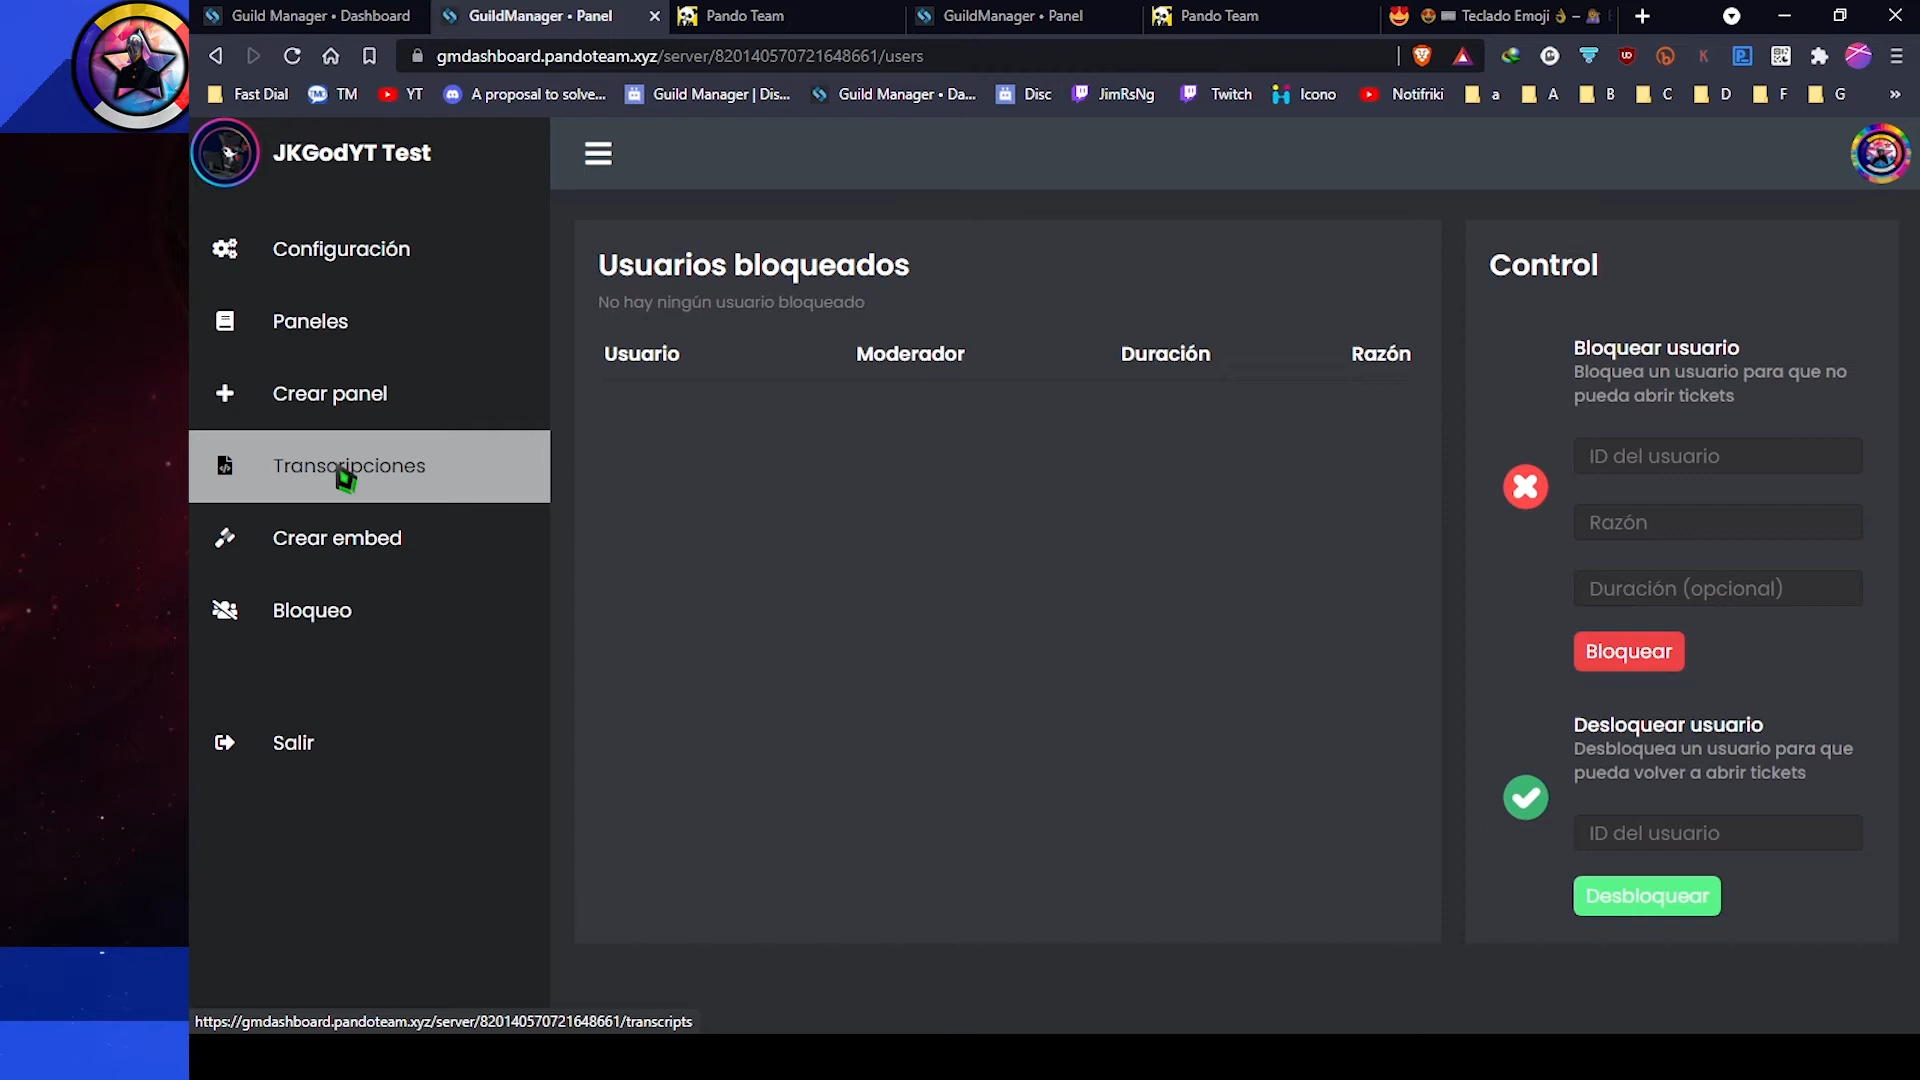 Guild Manager • Dashboard
GuildManager • Panel
Pando Team
GuildManager • Panel
Pando Team
Teclado Emoji
gmdashboard.pandoteam.xyz/server/820140570721648661/users
Fast Dial
TM
YT
A proposal to solve...
Guild Manager | Dis...
Guild Manager • Da...
Disc
JimRsNg
Twitch
Icono
Notifriki
a
A
B
C
D
F
G
»
JKGodYT Test
Configuración
Paneles
Crear panel
Transcripciones
Crear embed
Bloqueo
Salir
Usuarios bloqueados
No hay ningún usuario bloqueado
Usuario Moderador Duración Razón
Control
Bloquear usuario
Bloquea un usuario para que no
pueda abrir tickets
ID del usuario
Razón
Duración (opcional)
Bloquear
Desloquear usuario
Desbloquea un usuario para que
pueda volver a abrir tickets
ID del usuario
Desbloquear
https://gmdashboard.pandoteam.xyz/server/820140570721648661/transcripts